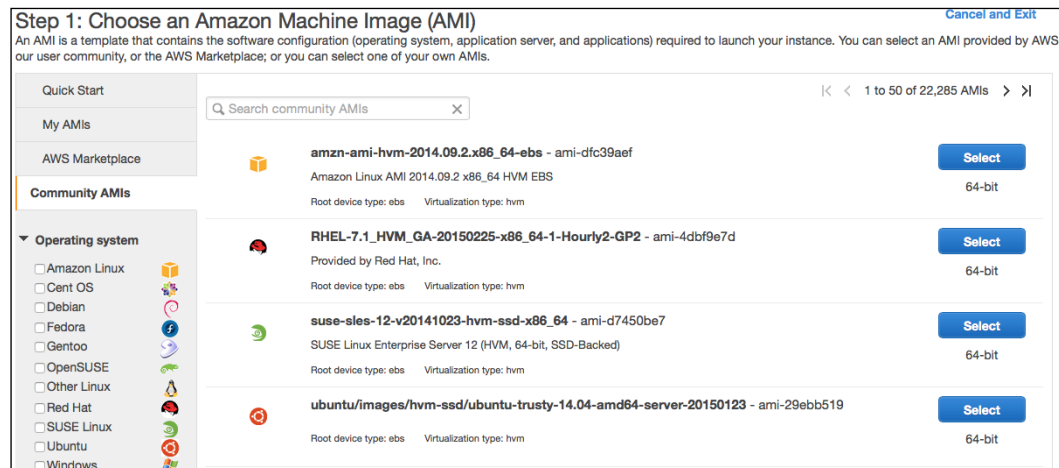 Step 1: Choose an Amazon Machine Image (AMI)
Cancel and Exit
An AMI is a template that contains the software configuration (operating system, application server, and applications) required to launch your instance. You can select an AMI provided by AWS
our user community, or the AWS Marketplace; or you can select one of your own AMIs.
Quick Start
My AMIs
AWS Marketplace
Community AMIs
Operating system
Amazon Linux
Cent OS
Debian
Fedora
Gentoo
OpenSUSE
Other Linux
Red Hat
SUSE Linux
Ubuntu
Windows
Search community AMIs
1 to 50 of 22,285 AMIs
amzn-ami-hvm-2014.09.2.x86_64-ebs - ami-dfc39aef
Amazon Linux AMI 2014.09.2 x86_64 HVM EBS
Root device type: ebs Virtualization type: hvm
Select
64-bit
RHEL-7.1_HVM_GA-20150225-x86_64-1-Hourly2-GP2 - ami-4dbf9e7d
Provided by Red Hat, Inc.
Root device type: ebs Virtualization type: hvm
Select
64-bit
suse-sles-12-v20141023-hvm-ssd-x86_64 - ami-d7450be7
SUSE Linux Enterprise Server 12 (HVM, 64-bit, SSD-Backed)
Root device type: ebs Virtualization type: hvm
Select
64-bit
ubuntu/images/hvm-ssd/ubuntu-trusty-14.04-amd64-server-20150123 - ami-29ebb519
Root device type: ebs Virtualization type: hvm
Select
64-bit